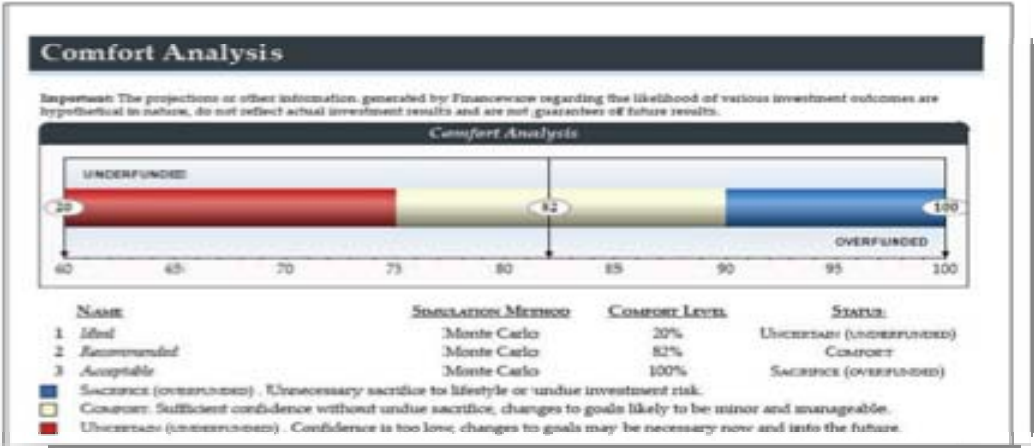 Comfort Analysis
Important: The projections or other information generated by Financeware regarding the likelihood of various investment outcomes are
hypothetical in nature, do not reflect actual investment results and are not guarantees of future results.
Comfort Analysis
UNDERFUNDED
20 82 100
OVERFUNDED
60 65 70 75 80 85 90 95 100
NAME SIMULATION METHOD COMFORT LEVEL STATUS
1 Ideal Monte Carlo 20% UNCERTAIN (UNDERFUNDED)
2 Recommended Monte Carlo 82% COMFORT
3 Acceptable Monte Carlo 100% SACRIFICE (OVERFUNDED)
SACRIFICE (OVERFUNDED) . Unnecessary sacrifice to lifestyle or undue investment risk.
COMFORT. Sufficient confidence without undue sacrifice, changes to goals likely to be minor and manageable.
UNCERTAIN (UNDERFUNDED) . Confidence is too low; changes to goals may be necessary now and into the future.